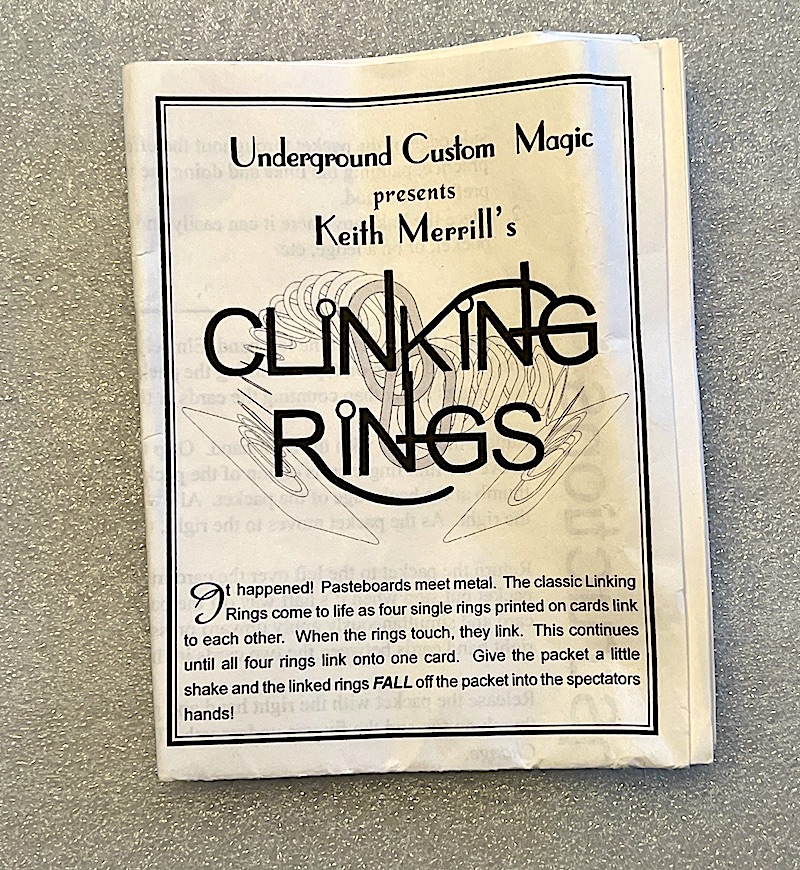 Underground Custom Magic
presents
Keith Merrill's
CLINKING
RINGS
It happened! Pasteboards meet metal. The classic Linking
Rings come to life as four single rings printed on cards link
to each other. When the rings touch, they link. This continues
until all four rings link onto one card. Give the packet a little
shake and the linked rings FALL off the packet into the spectators
hands!